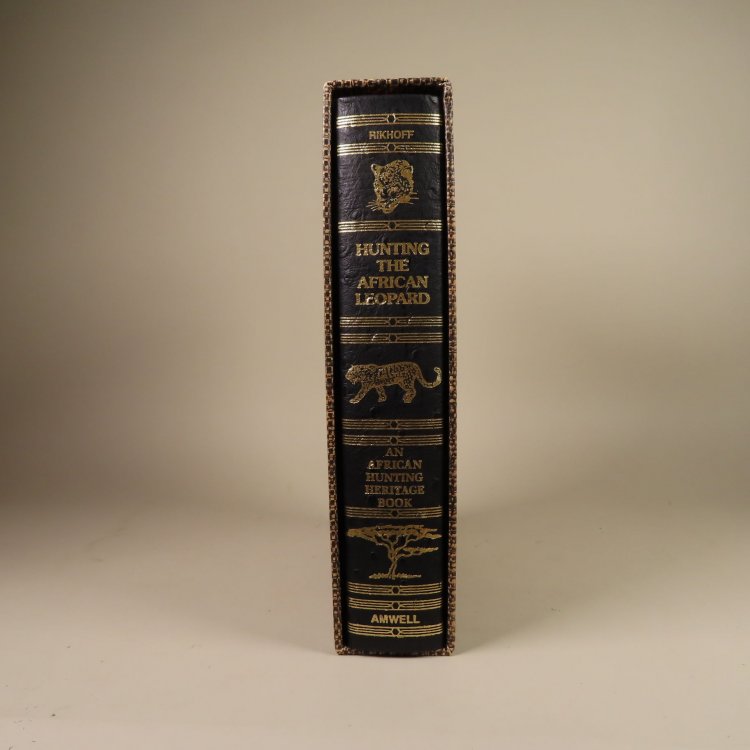 RIKHOFF
HUNTING
THE
AFRICAN
LEOPARD
AN
AFRICAN
HUNTING
HERITAGE
BOOK
AMWELL